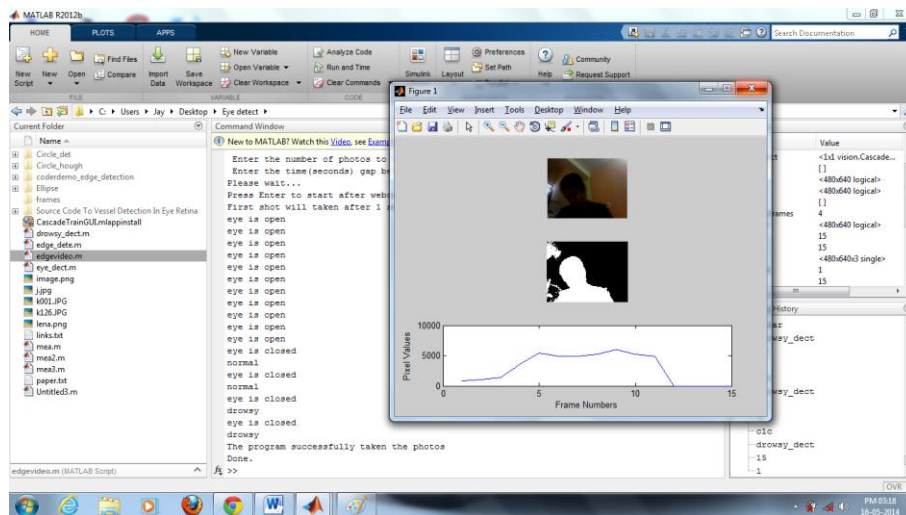 MATLAB R2012b
HOME PLOTS APPS
Search Documentation
New Script
New
Open
Find Files
Compare
Import Data
Save Workspace
New Variable
Open Variable
Clear Workspace
Analyze Code
Run and Time
Clear Commands
Simulink
Layout
Preferences
Set Path
Help
Community
Request Support
FILE VARIABLE CODE
C: ▸ Users ▸ Jay ▸ Desktop ▸ Eye detect ▸
Current Folder
Name
Circle_det
Circle_hough
coderdemo_edge_detection
Ellipse
frames
Source Code To Vessel Detection In Eye Retina
CascadeTrainGUI.mlappinstall
drowsy_dect.m
edge_dete.m
edgevideo.m
eye_dect.m
image.png
j.jpg
k001.JPG
k126.JPG
lena.png
links.txt
mea.m
mea2.m
mea3.m
paper.txt
Untitled3.m
edgevideo.m (MATLAB Script)
Command Window
New to MATLAB? Watch this Video, see
Enter the number of photos to
Enter the time(seconds) gap
Please wait...
Press Enter to start after
First shot will taken after 1
eye is open
eye is open
eye is open
eye is open
eye is open
eye is open
eye is open
eye is open
eye is open
eye is open
eye is open
eye is closed
normal
eye is closed
normal
eye is closed
drowsy
eye is closed
drowsy
The program successfully taken the photos
Done.
fx >>
Figure 1
File Edit View Insert Tools Desktop Window Help
Pixel Values
10000
5000
0
0 5 10 15
Frame Numbers
Value
<1x1 vision.Cascade...
[ ]
<480x640 logical>
<480x640 logical>
[ ]
4
<480x640 logical>
15
15
<480x640x3 single>
1
15
History
clc
drowsy_dect
15
1
OVR
PM 03:18
16-05-2014